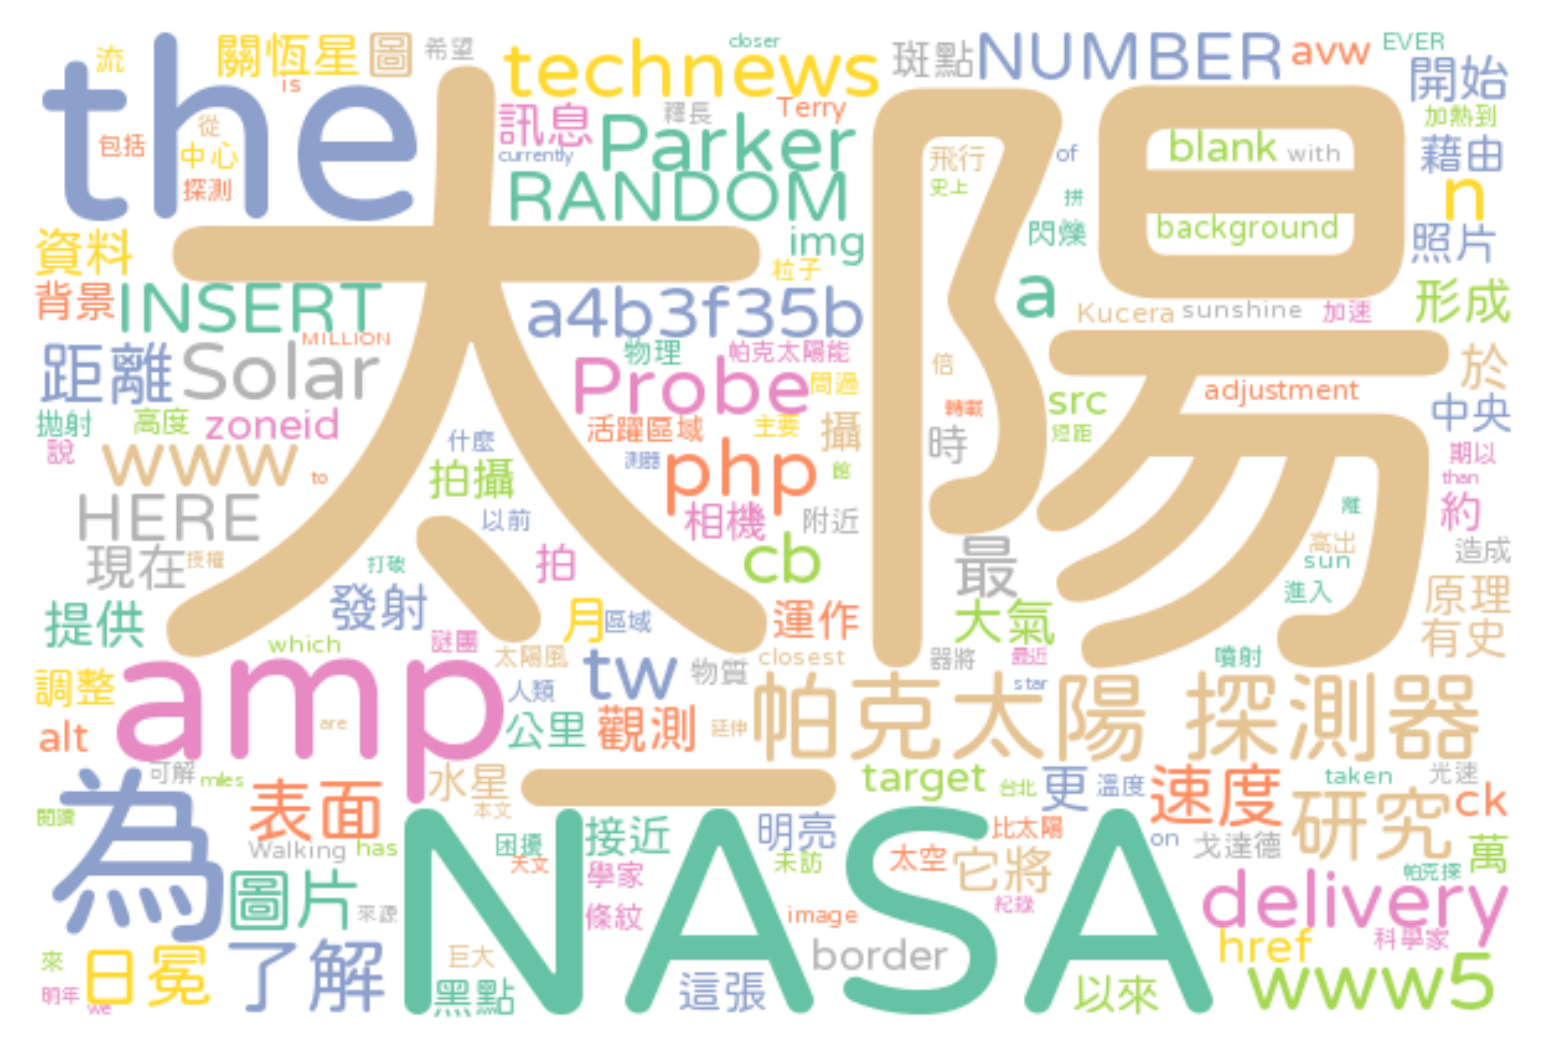 流 關恆星 圖 希望 technews closer 斑點 NUMBER avw EVER
the is 開始
包括 從 訊息 釋長 Terry 加熱到
中心 currently Parker 飛行 of blank with 藉由
探測 RANDOM 史上 拼 n
太陽
資料 img 閃爍 background 照片
粒子
背景 INSERT a4b3f35b a Kucera sunshine 加速 形成
MILLION
距離 Solar 物理 帕克太陽能 倍 於
Probe 問過 adjustment
拋射 高度 zoneid 活躍區域 主要 攝 轉載 src 中央
說 什麼 時 短距 期以
www to 拍攝 測器 php 館 than
HERE 以前 相機 附近 離 約
現在 授權 打破 拍 cb 最 高出 造成
sun
提供 發射 月 區域 運作 大氣 進入 原理
which 謎團 有史
太陽風 tw 物質 closest 器將 最近 噴射
調整 amp 人類 star
alt are 公里 觀測 延伸 帕克太陽 探測器
可解 miles 水星 一 target 台北 更 溫度 速度 taken 光速
為 表面 本文 研究 ck
閱讀 Walking has 困擾 接近 明亮 比太陽 on 戈達德 萬
天文 未訪 太空 它將 帕克探
圖片 來源 學家 NASA delivery
條紋 image 紀錄
來 日冕 了解 巨大 border href 科學家
明年 we 黑點 這張 以來 www5